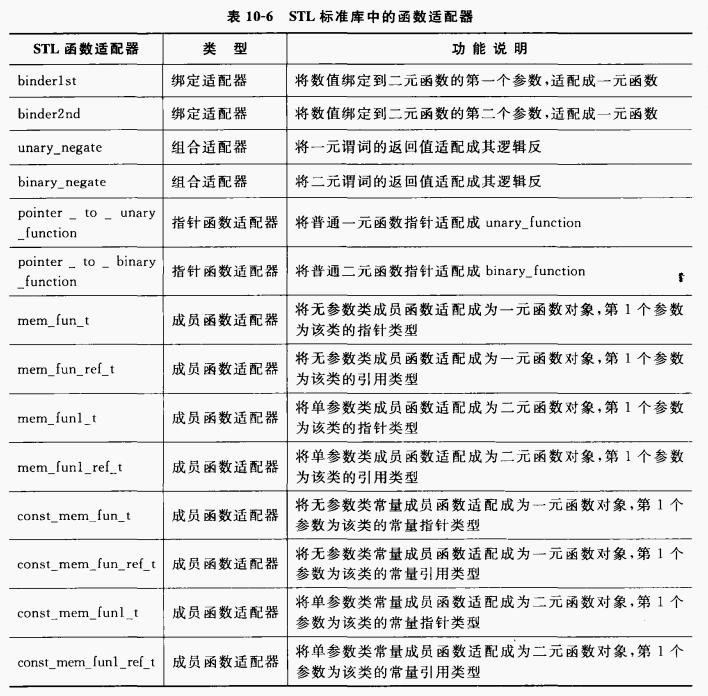 表 10-6 STL 标准库中的函数适配器
STL 函数适配器 类 型 功 能 说 明
binder1st 绑定适配器 将数值绑定到二元函数的第一个参数,适配成一元函数
binder2nd 绑定适配器 将数值绑定到二元函数的第二个参数,适配成一元函数
unary_negate 组合适配器 将一元谓词的返回值适配成其逻辑反
binary_negate 组合适配器 将二元谓词的返回值适配成其逻辑反
pointer _ to _ unary
_function 指针函数适配器 将普通一元函数指针适配成 unary_function
pointer _ to _ binary
_function 指针函数适配器 将普通二元函数指针适配成 binary_function
mem_fun_t 成员函数适配器 将无参数类成员函数适配成为一元函数对象,第 1 个参数
为该类的指针类型
mem_fun_ref_t 成员函数适配器 将无参数类成员函数适配成为一元函数对象,第 1 个参数
为该类的引用类型
mem_fun1_t 成员函数适配器 将单参数类成员函数适配成为二元函数对象,第 1 个参数
为该类的指针类型
mem_fun1_ref_t 成员函数适配器 将单参数类成员函数适配成为二元函数对象,第 1 个参数
为该类的引用类型
const_mem_fun_t 成员函数适配器 将无参数类常量成员函数适配成为一元函数对象,第 1 个
参数为该类的常量指针类型
const_mem_fun_ref_t 成员函数适配器 将无参数类常量成员函数适配成为一元函数对象,第 1 个
参数为该类的常量引用类型
const_mem_fun1_t 成员函数适配器 将单参数类常量成员函数适配成为二元函数对象,第 1 个
参数为该类的常量指针类型
const_mem_fun1_ref_t 成员函数适配器 将单参数类常量成员函数适配成为二元函数对象,第 1 个
参数为该类的常量引用类型